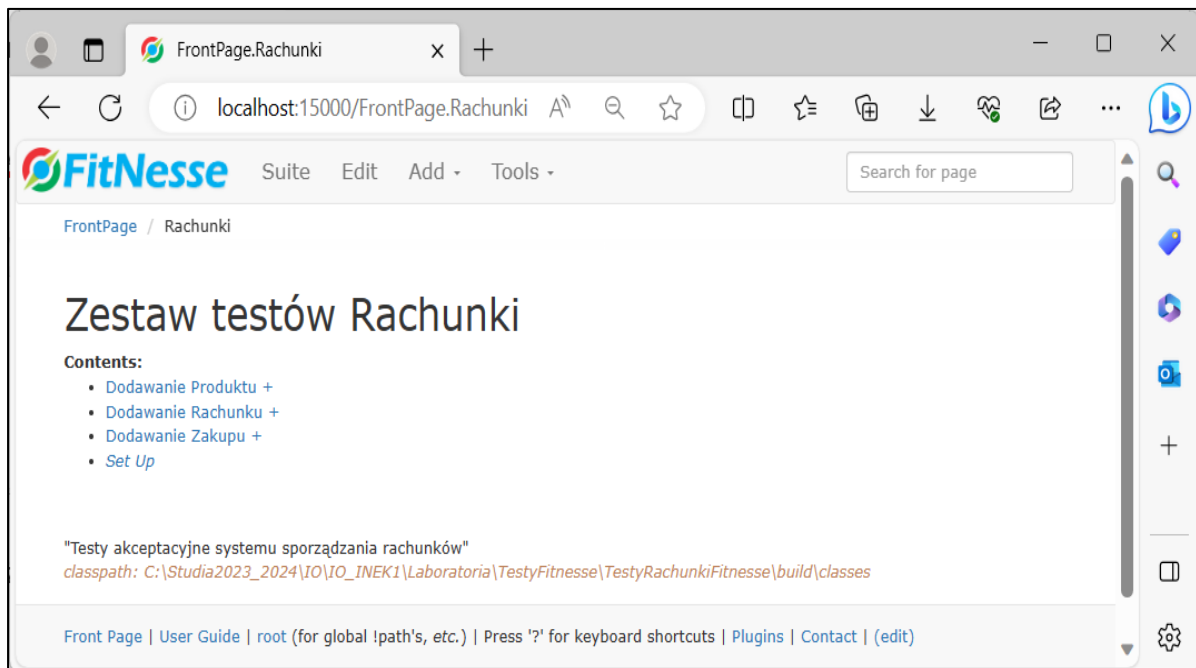 FrontPage.Rachunki
localhost:15000/FrontPage.Rachunki
FitNesse Suite Edit Add Tools Search for page
FrontPage / Rachunki
Zestaw testów Rachunki
Contents:
• Dodawanie Produktu +
• Dodawanie Rachunku +
• Dodawanie Zakupu +
• Set Up
"Testy akceptacyjne systemu sporządzania rachunków"
classpath: C:\Studia2023_2024\IO\IO_INEK1\Laboratoria\TestyFitnesse\TestyRachunkiFitnesse\build\classes
Front Page | User Guide | root (for global !path's, etc.) | Press '?' for keyboard shortcuts | Plugins | Contact | (edit)